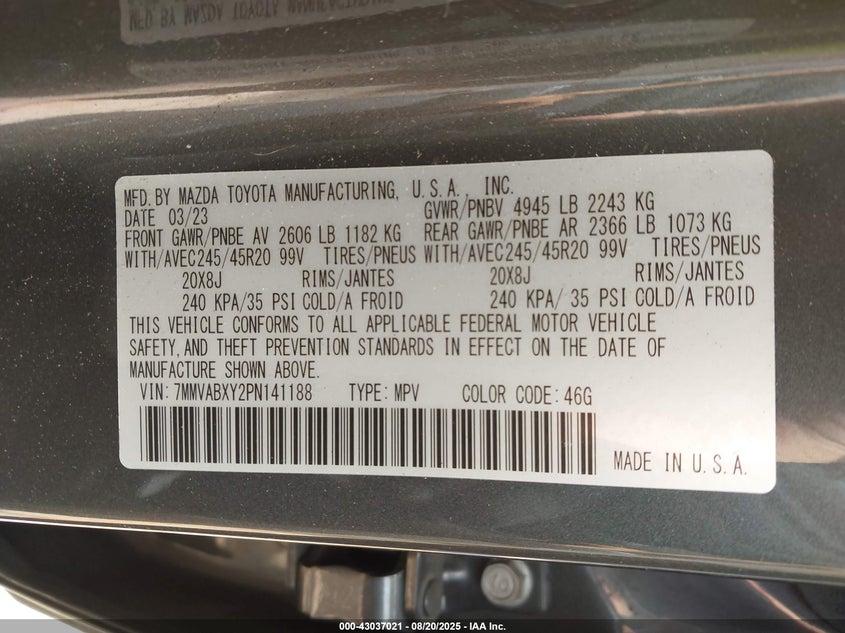 MFD. BY MAZDA TOYOTA MANUFACTURING, U.S.A., INC.
DATE 03/23 GVWR/PNBV 4945 LB 2243 KG
FRONT GAWR/PNBE AV 2606 LB 1182 KG REAR GAWR/PNBE AR 2366 LB 1073 KG
WITH/AVEC245/45R20 99V TIRES/PNEUS WITH/AVEC245/45R20 99V TIRES/PNEUS
20X8J RIMS/JANTES 20X8J RIMS/JANTES
240 KPA/35 PSI COLD/A FROID 240 KPA/ 35 PSI COLD/A FROID
THIS VEHICLE CONFORMS TO ALL APPLICABLE FEDERAL MOTOR VEHICLE
SAFETY, AND THEFT PREVENTION STANDARDS IN EFFECT ON THE DATE OF
MANUFACTURE SHOWN ABOVE.
VIN: 7MMVABXY2PN141188 TYPE: MPV COLOR CODE: 46G
MADE IN U.S.A.
000-43037021 - 08/20/2025 - IAA Inc.